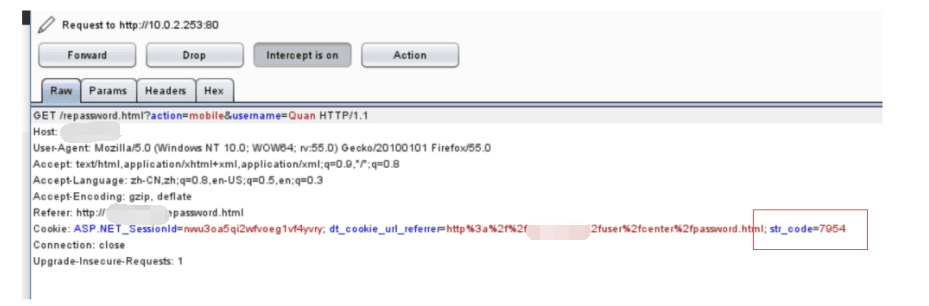 Request to http://10.0.2.253:80
Forward Drop Intercept is on Action
Raw Params Headers Hex
GET /repassword.html?action=mobile&username=Quan HTTP/1.1
Host:
User-Agent: Mozilla/5.0 (Windows NT 10.0; WOW64; rv:55.0) Gecko/20100101 Firefox/55.0
Accept: text/html,application/xhtml+xml,application/xml;q=0.9,*/*;q=0.8
Accept-Language: zh-CN,zh;q=0.8,en-US;q=0.5,en;q=0.3
Accept-Encoding: gzip, deflate
Referer: http:// epassword.html
Cookie: ASP.NET_SessionId=nwu3oa5qi2wfvoeg1vf4yvry; dt_cookie_url_referrer=http%3a%2f%2f 2fuser%2fcenter%2fpassword.html; str_code=7954
Connection: close
Upgrade-Insecure-Requests: 1